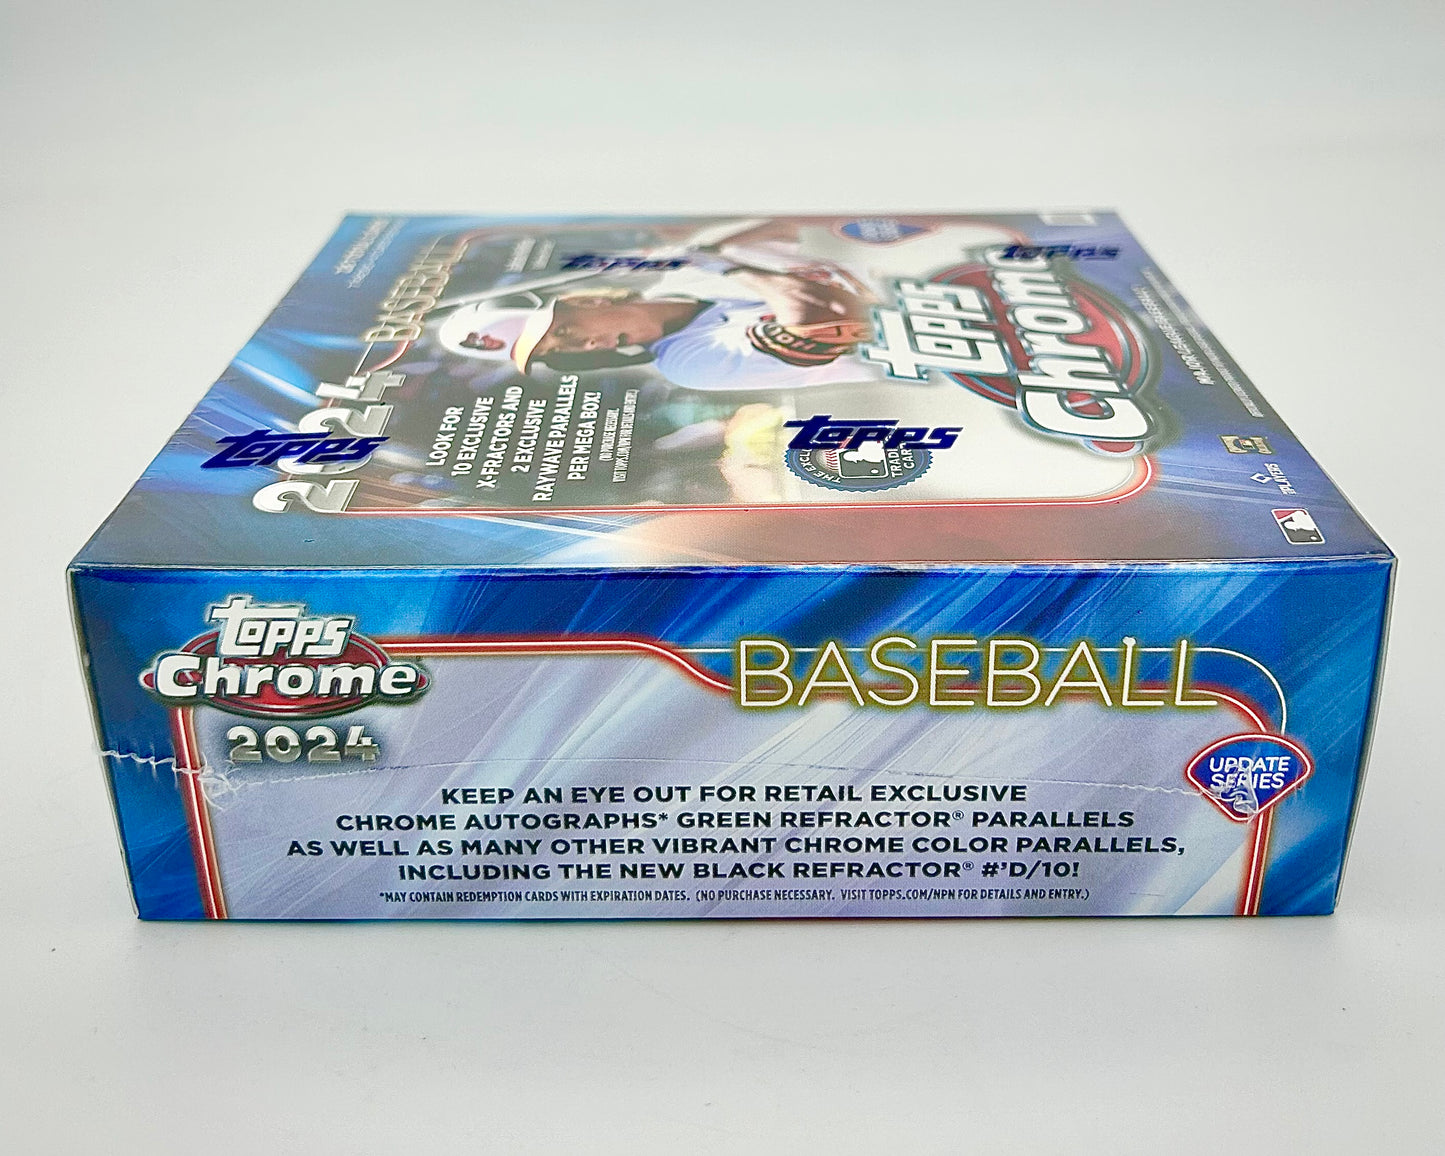 BASEBALL
2024
LOOK FOR
10 EXCLUSIVE
X-FRACTORS AND
2 EXCLUSIVE
RAYWAVE PARALLELS
PER MEGA BOX!
topps
topps
topps
topps
topps
Chrome
topps
Chrome
2024
BASEBALL
UPDATE
SERIES
KEEP AN EYE OUT FOR RETAIL EXCLUSIVE
CHROME AUTOGRAPHS* GREEN REFRACTOR® PARALLELS
AS WELL AS MANY OTHER VIBRANT CHROME COLOR PARALLELS,
INCLUDING THE NEW BLACK REFRACTOR® #'D/10!
*MAY CONTAIN REDEMPTION CARDS WITH EXPIRATION DATES. (NO PURCHASE NECESSARY. VISIT TOPPS.COM/NPN FOR DETAILS AND ENTRY.)